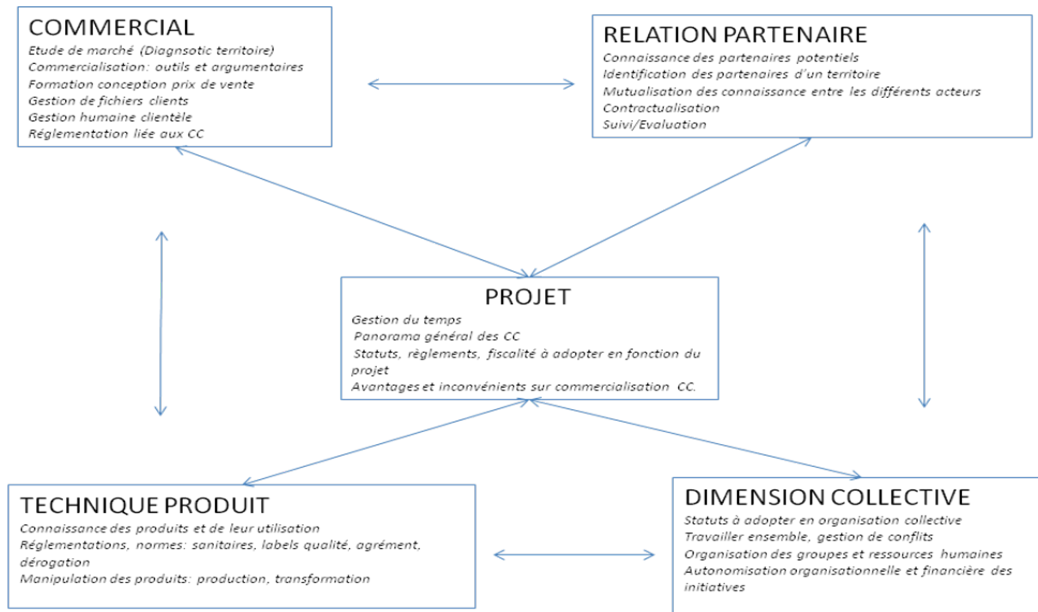 COMMERCIAL
Etude de marché (Diagnsotic territoire)
Commercialisation: outils et argumentaires
Formation conception prix de vente
Gestion de fichiers clients
Gestion humaine clientèle
Réglementation liée aux CC
RELATION PARTENAIRE
Connaissance des partenaires potentiels
Identification des partenaires d'un territoire
Mutualisation des connaissance entre les différents acteurs
Contractualisation
Suivi/Evaluation
PROJET
Gestion du temps
Panorama général des CC
Statuts, règlements, fiscalité à adopter en fonction du
projet
Avantages et inconvénients sur commercialisation CC.
TECHNIQUE PRODUIT
Connaissance des produits et de leur utilisation
Réglementations, normes: sanitaires, labels qualité, agrément,
dérogation
Manipulation des produits: production, transformation
DIMENSION COLLECTIVE
Statuts à adopter en organisation collective
Travailler ensemble, gestion de conflits
Organisation des groupes et ressources humaines
Autonomisation organisationnelle et financière des
initiatives